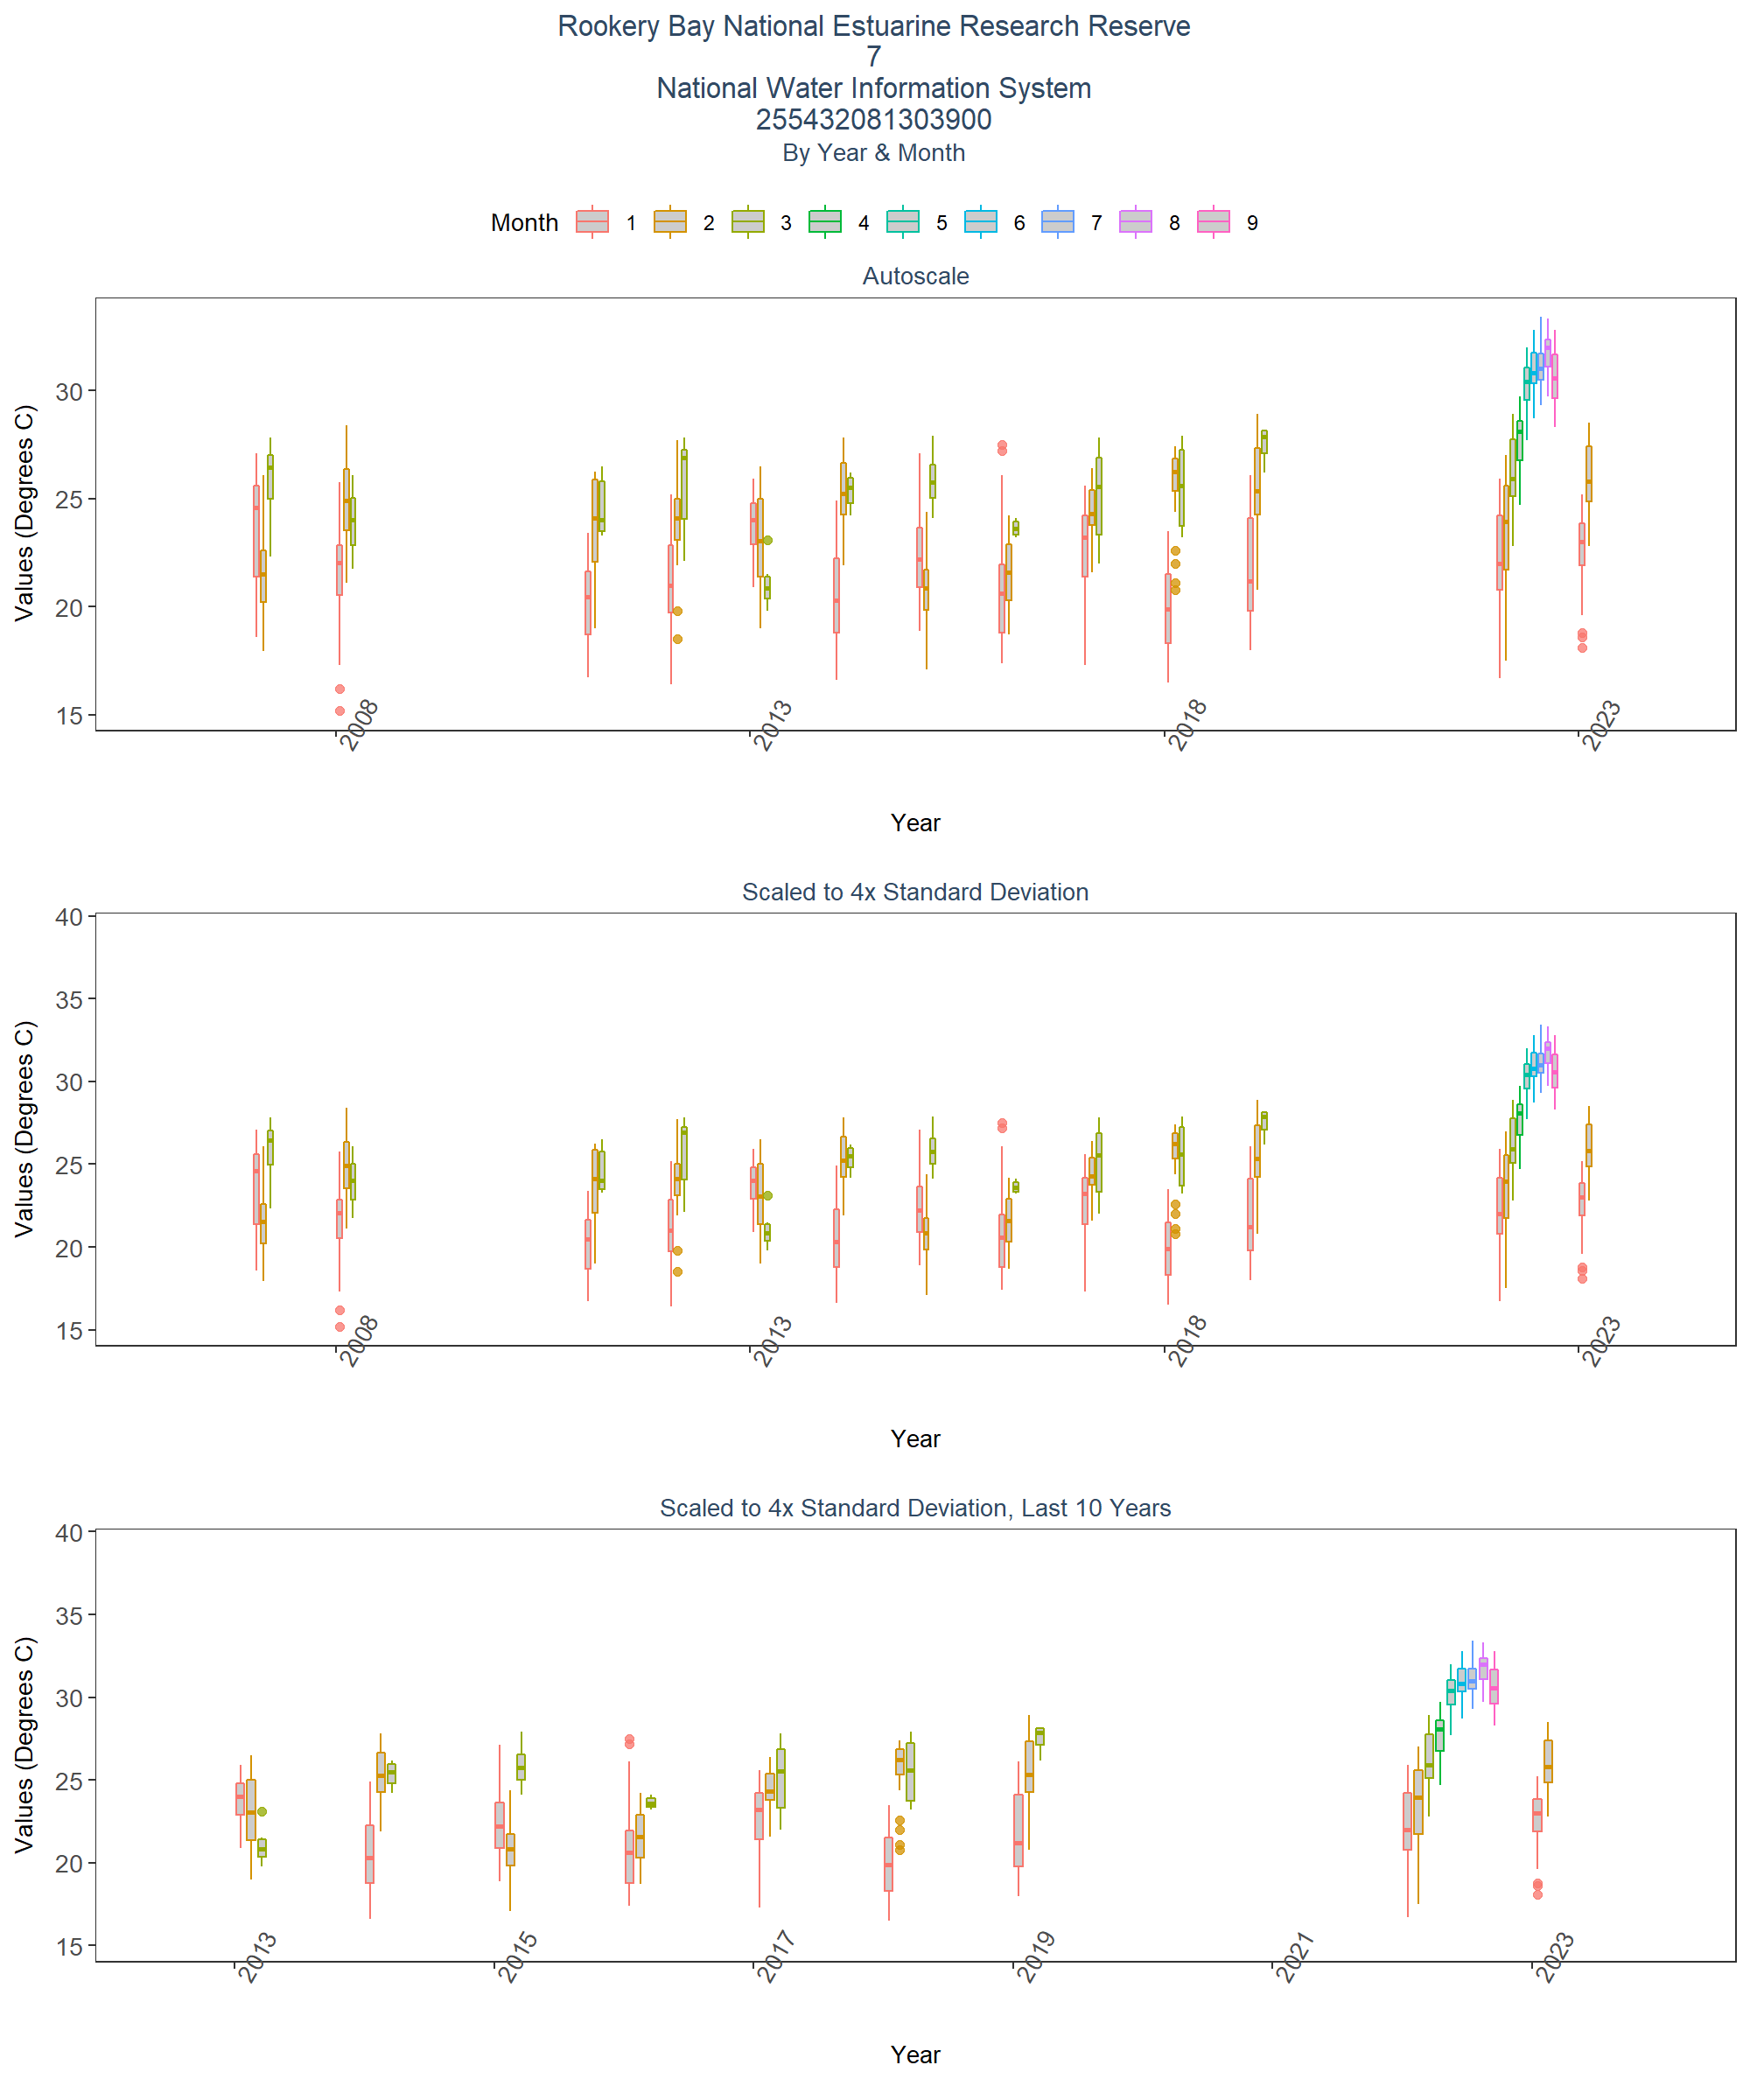 Rookery Bay National Estuarine Research Reserve
7
National Water Information System
255432081303900
By Year & Month
Month 1 2 3 4 5 6 7 8 9
Autoscale
Values (Degrees C)
30
25
20
15
2008 2013 2018 2023
Year
Scaled to 4x Standard Deviation
Values (Degrees C)
40
35
30
25
20
15
2008 2013 2018 2023
Year
Scaled to 4x Standard Deviation, Last 10 Years
Values (Degrees C)
40
35
30
25
20
15
2013 2015 2017 2019 2021 2023
Year